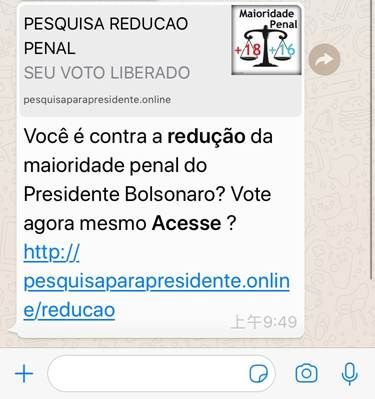 PESQUISA REDUCAO
PENAL
SEU VOTO LIBERADO
pesquisaparapresidente.online
Maioridade
Penal
+18 +16
Você é contra a redução da
maioridade penal do
Presidente Bolsonaro? Vote
agora mesmo Acesse ?
http://
pesquisaparapresidente.onlin
e/reducao
上午9:49